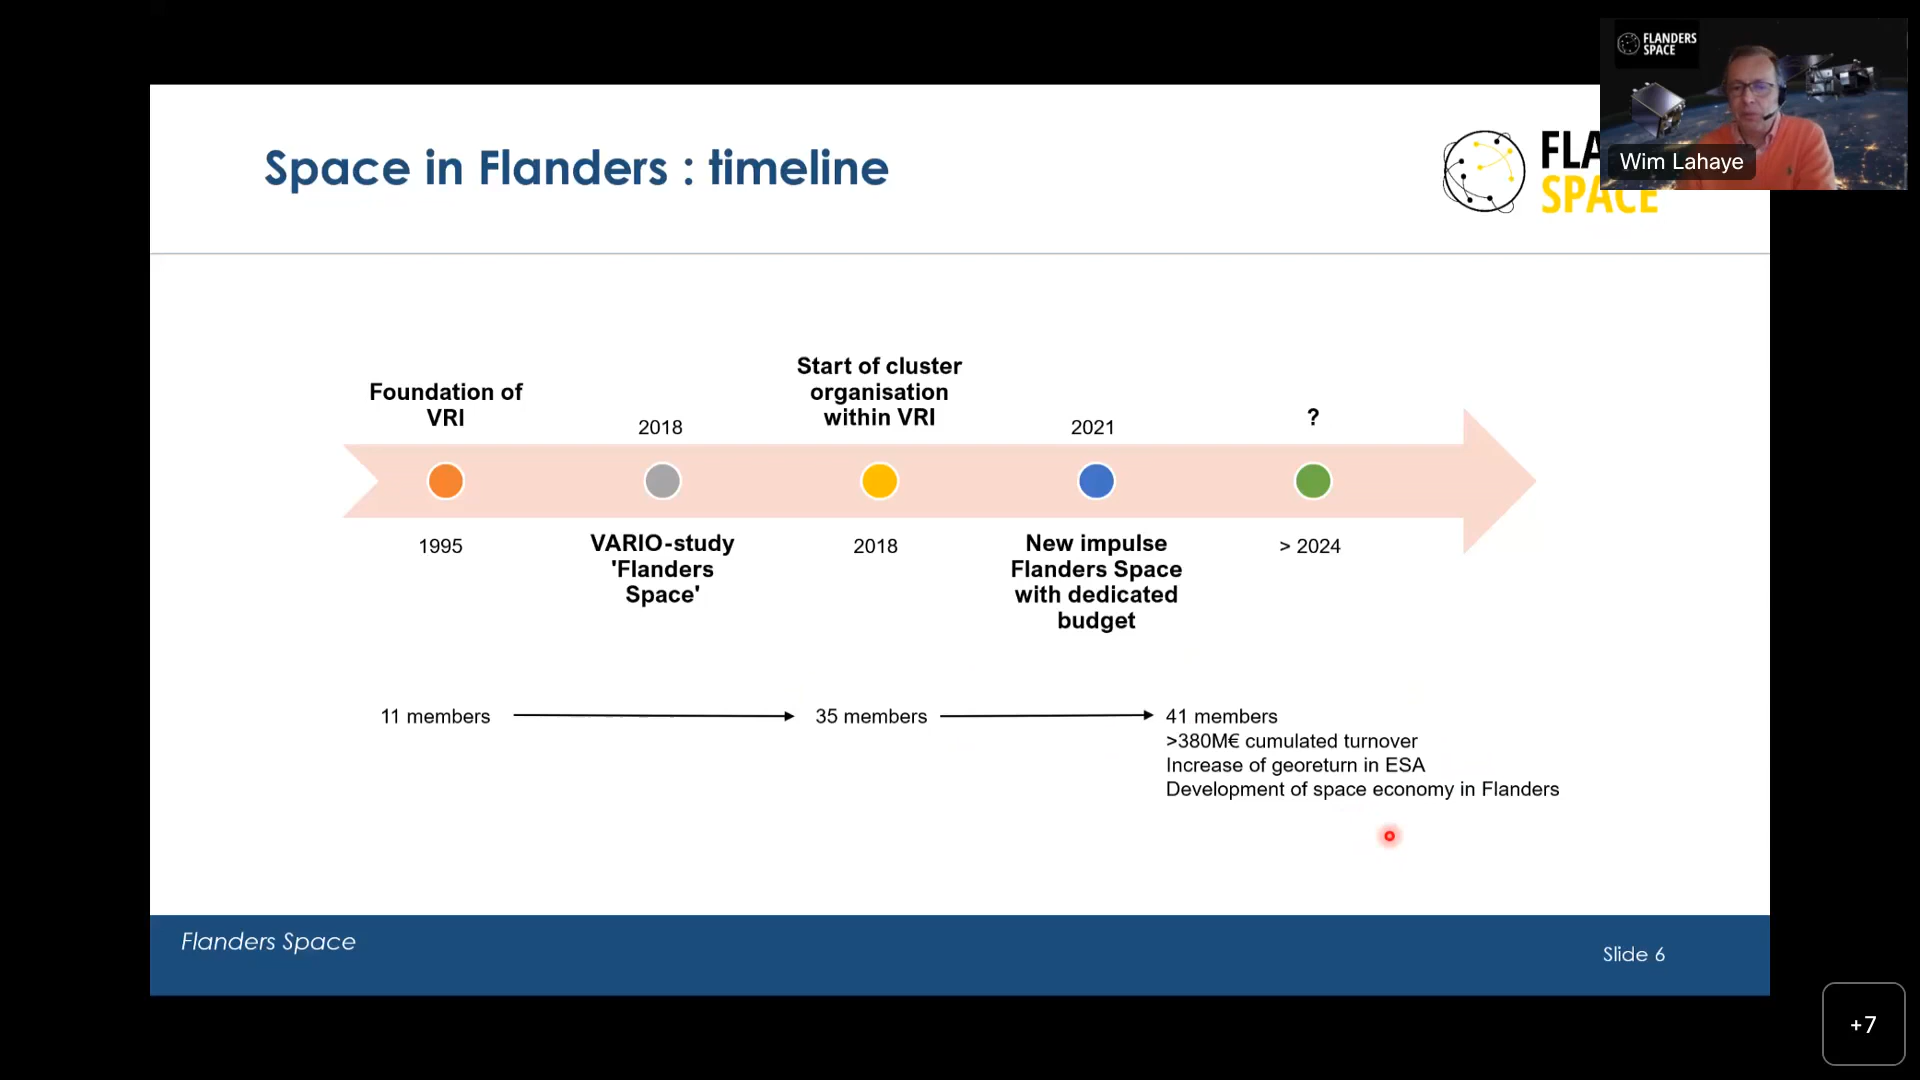 FLANDERS
SPACE
Wim Lahaye
Space in Flanders : timeline
FLA
SPACE
Foundation of
VRI
2018
Start of cluster
organisation
within VRI
2021
?
1995
VARIO-study
'Flanders
Space'
2018
New impulse
Flanders Space
with dedicated
budget
> 2024
11 members
35 members
41 members
>380M€ cumulated turnover
Increase of georeturn in ESA
Development of space economy in Flanders
Flanders Space
Slide 6
+7